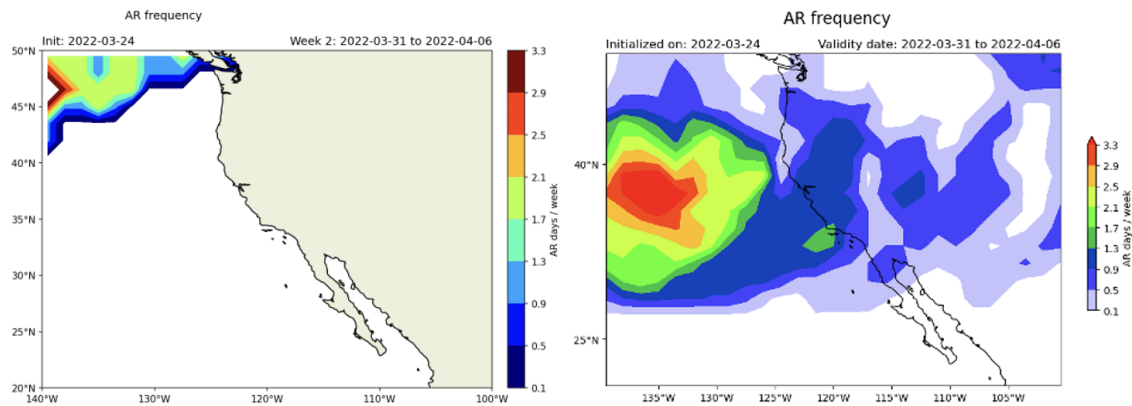 AR frequency
Init: 2022-03-24
Week 2: 2022-03-31 to 2022-04-06
50°N
45°N
40°N
35°N
30°N
25°N
20°N
140°W
130°W
120°W
110°W
100°W
3.3
2.9
2.5
2.1
1.7
1.3
0.9
0.5
0.1
AR days / week
AR frequency
Initialized on: 2022-03-24
Validity date: 2022-03-31 to 2022-04-06
40°N
25°N
135°W
130°W
125°W
120°W
115°W
110°W
105°W
3.3
2.9
2.5
2.1
1.7
1.3
0.9
0.5
0.1
AR days / week